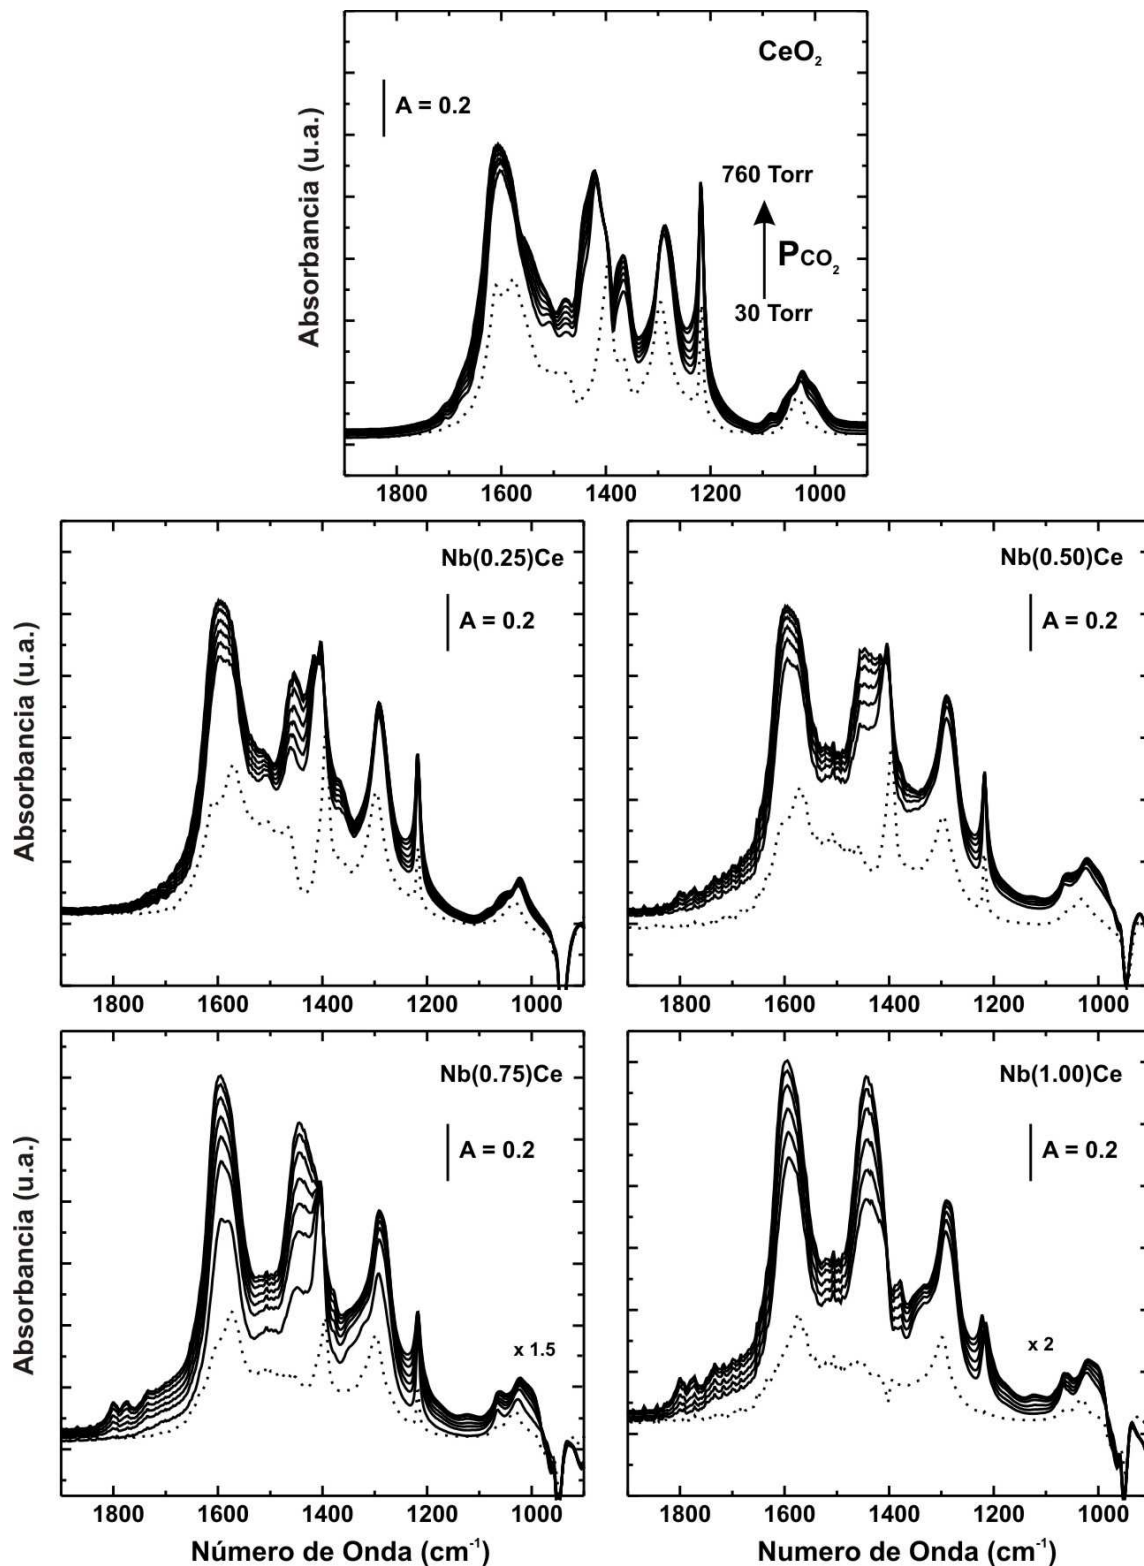 CeO₂
A = 0.2
Absorbancia (u.a.)
760 Torr
PCO₂
30 Torr
1800 1600 1400 1200 1000
Nb(0.25)Ce
A = 0.2
Absorbancia (u.a.)
1800 1600 1400 1200 1000
Nb(0.50)Ce
A = 0.2
1800 1600 1400 1200 1000
Nb(0.75)Ce
A = 0.2
Absorbancia (u.a.)
x 1.5
1800 1600 1400 1200 1000
Número de Onda (cm⁻¹)
Nb(1.00)Ce
A = 0.2
x 2
1800 1600 1400 1200 1000
Numero de Onda (cm⁻¹)